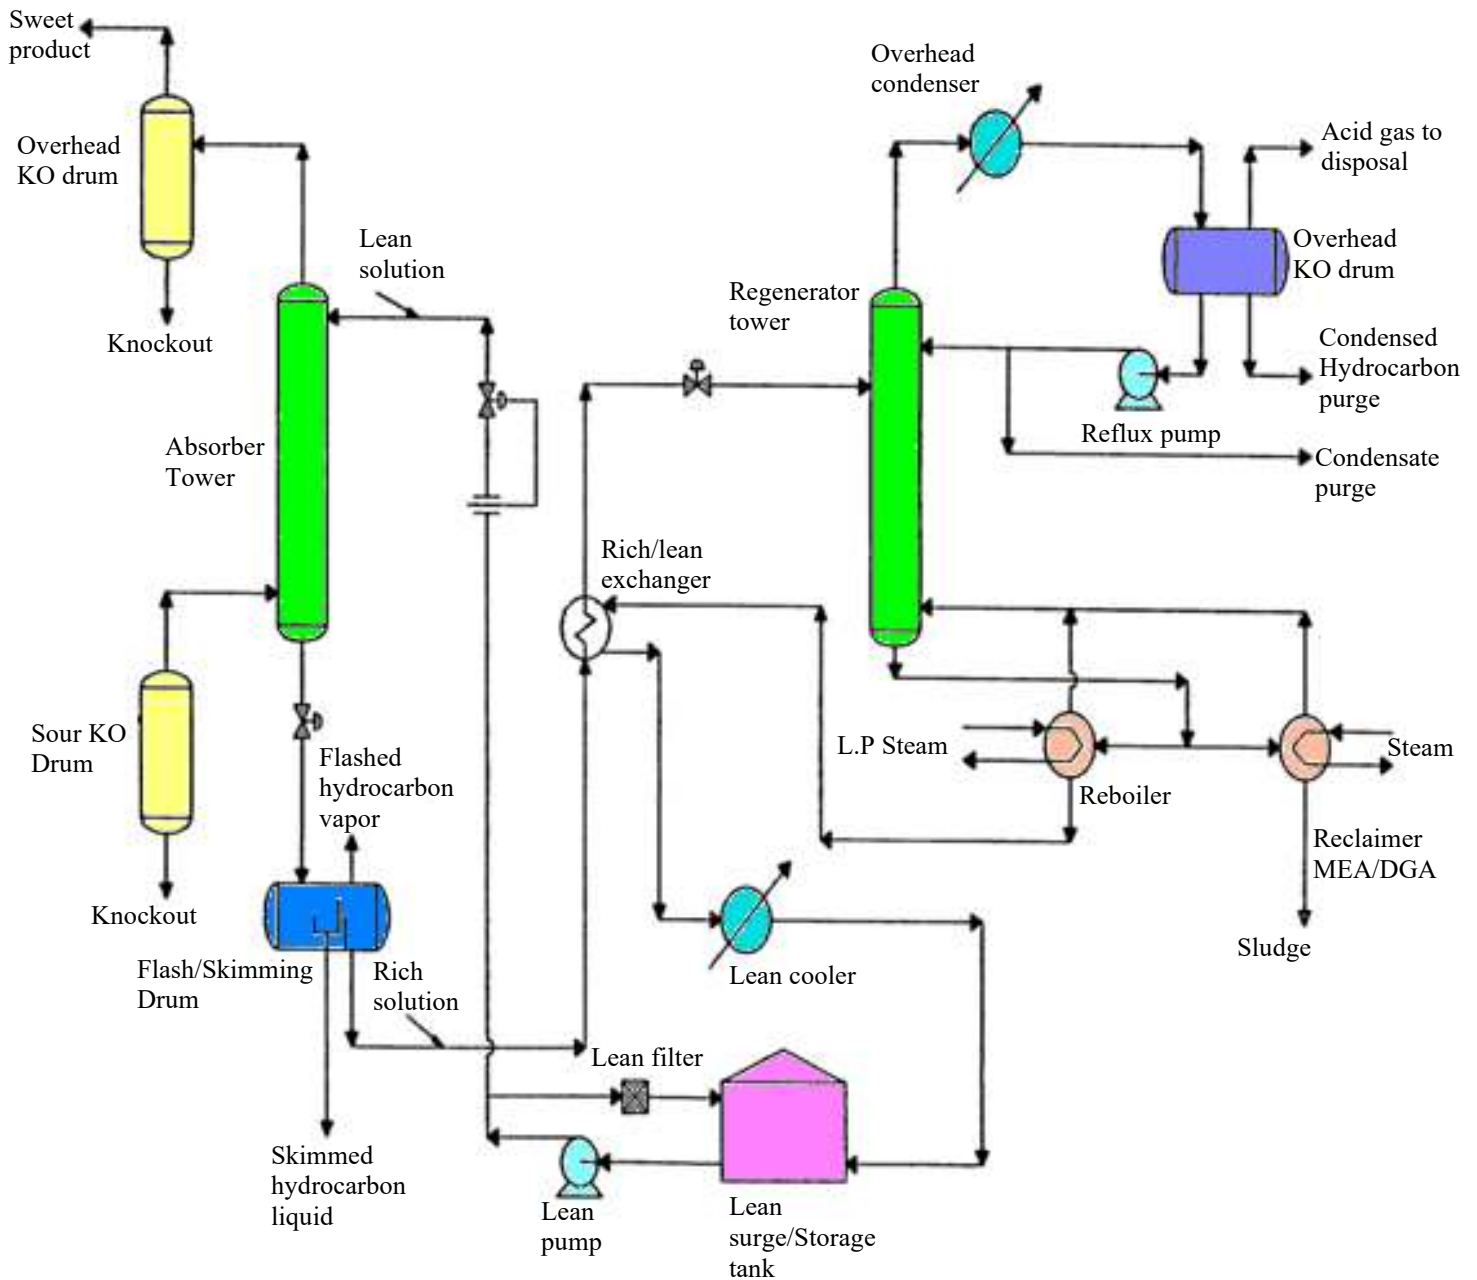 Sweet
product
Overhead
condenser
Overhead
KO drum
Acid gas to
disposal
Lean
solution
Overhead
KO drum
Regenerator
tower
Knockout
Condensed
Hydrocarbon
purge
Reflux pump
Absorber
Tower
Condensate
purge
Rich/lean
exchanger
Sour KO
Drum
Flashed
hydrocarbon
vapor
L.P Steam
Steam
Reboiler
Reclaimer
MEA/DGA
Knockout
Flash/Skimming
Drum
Rich
solution
Lean cooler
Sludge
Lean filter
Skimmed
hydrocarbon
liquid
Lean
pump
Lean
surge/Storage
tank